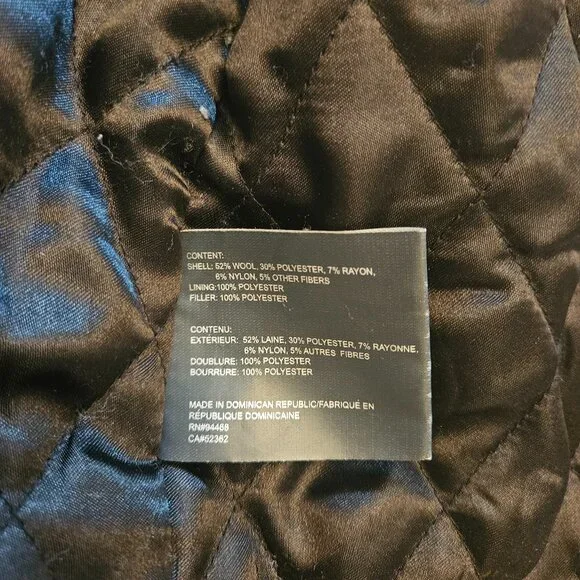 CONTENT:
SHELL: 52% WOOL, 30% POLYESTER, 7% RAYON,
6% NYLON, 5% OTHER FIBERS
LINING:100% POLYESTER
FILLER: 100% POLYESTER
CONTENU:
EXTÉRIEUR: 52% LAINE, 30% POLYESTER, 7% RAYONNE,
6% NYLON, 5% AUTRES FIBRES
DOUBLURE: 100% POLYESTER
BOURRURE: 100% POLYESTER
MADE IN DOMINICAN REPUBLIC/FABRIQUÉ EN
RÉPUBLIQUE DOMINICAINE
RN#94468
CA#52362